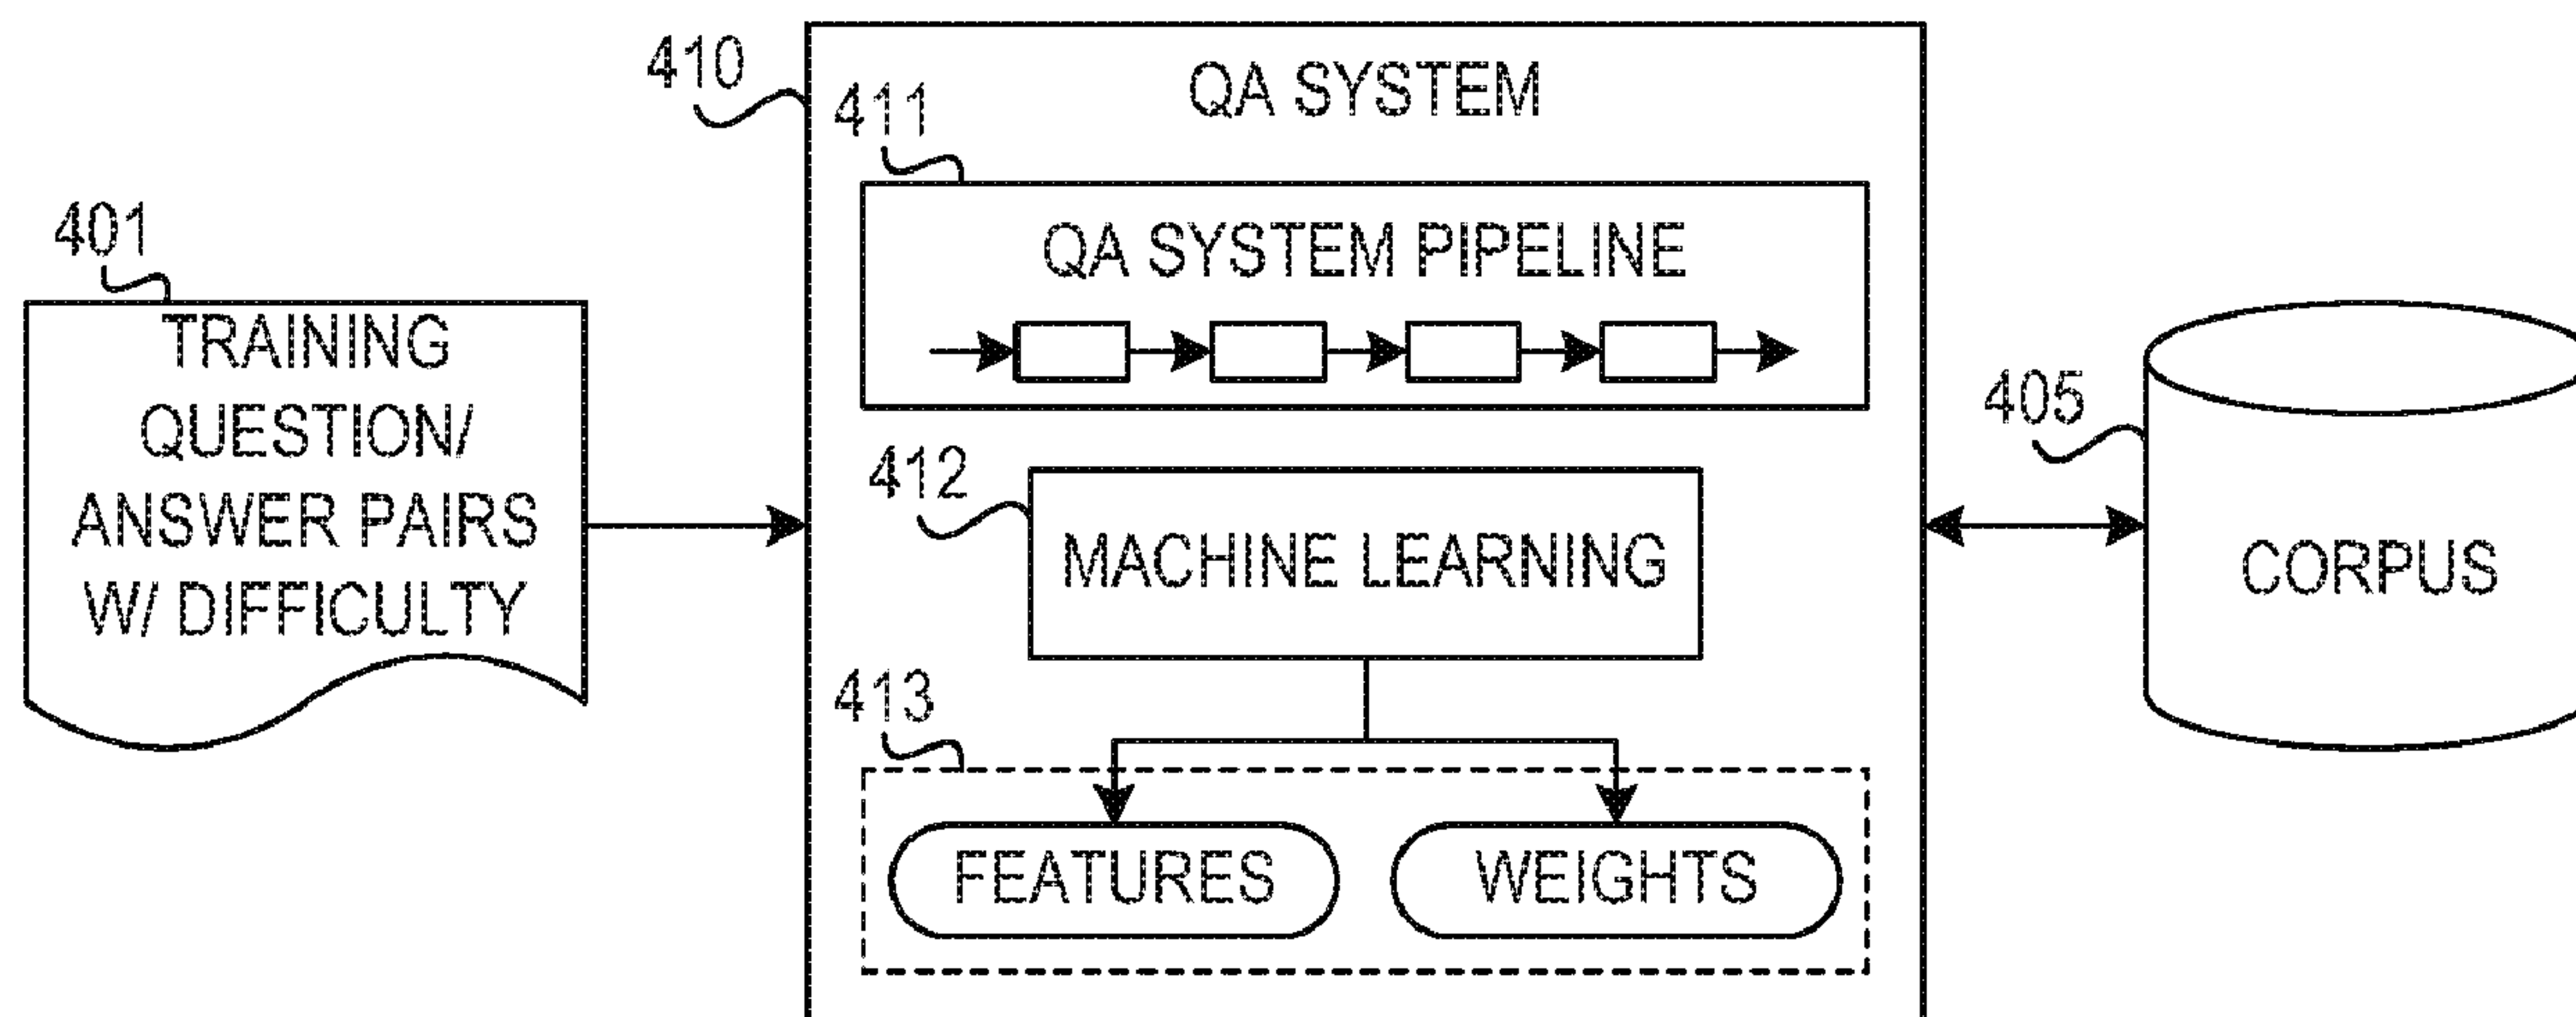 401
TRAINING
QUESTION/
ANSWER PAIRS
W/ DIFFICULTY
410
QA SYSTEM
411
QA SYSTEM PIPELINE
412
MACHINE LEARNING
413
FEATURES
WEIGHTS
405
CORPUS